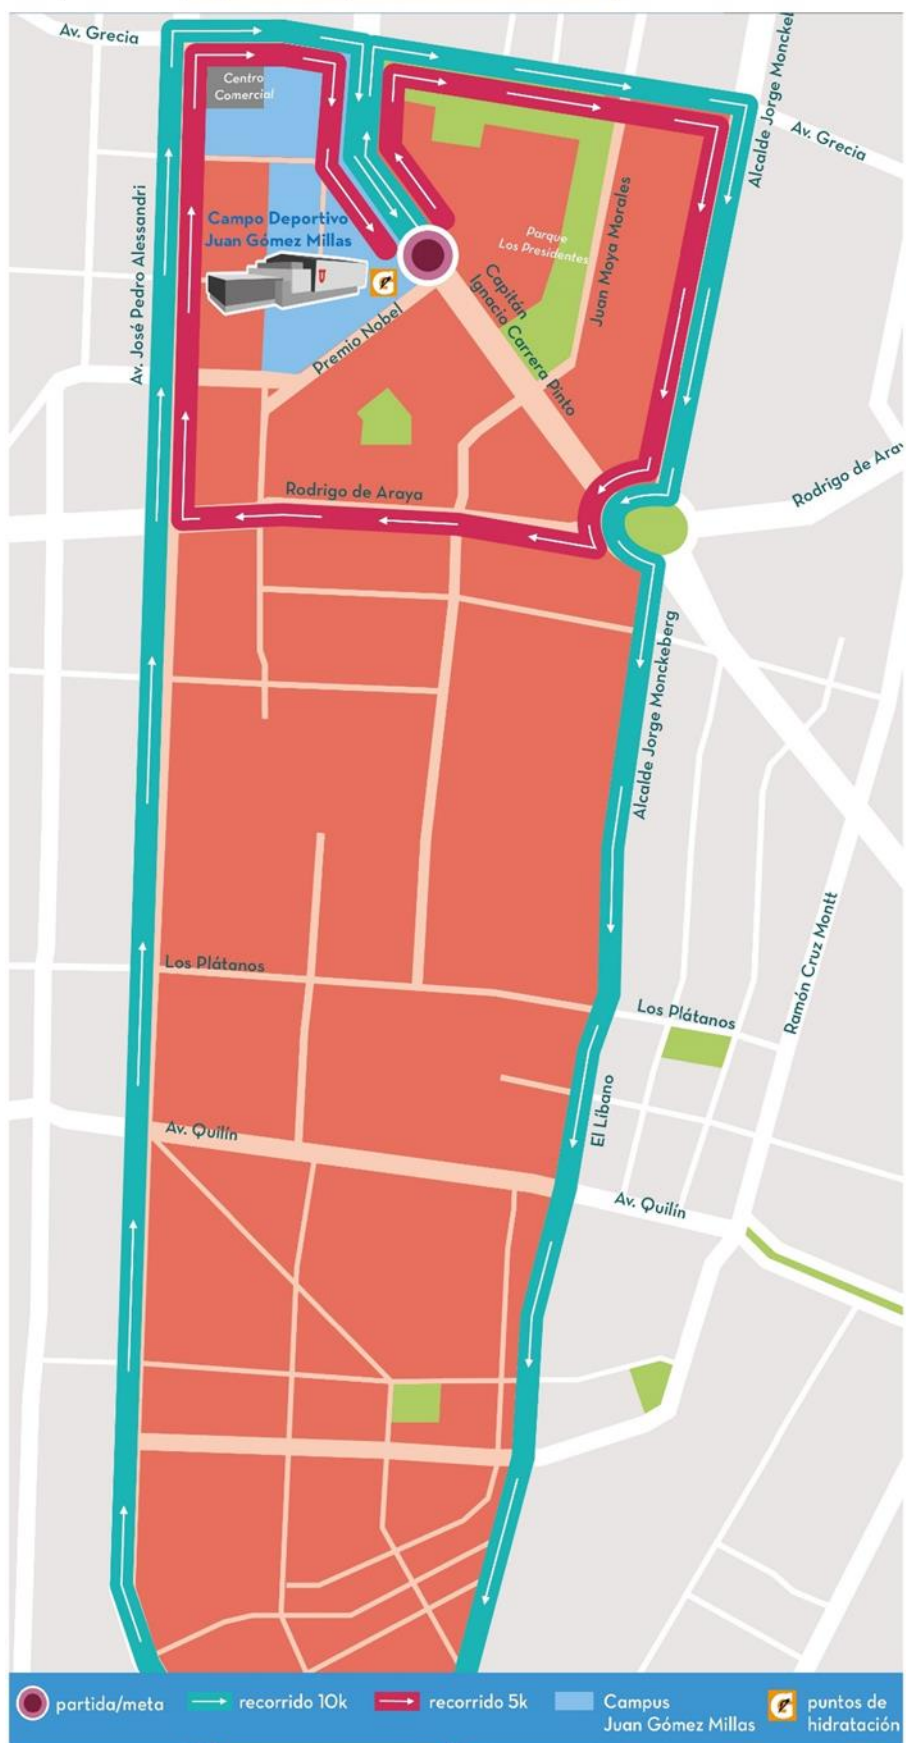 Av. Grecia
Alcalde Jorge Moncke
Centro
Comercial
Av. Grecia
Av. José Pedro Alessandri
Campo Deportivo
Juan Gómez Millas
Parque
Los Presidentes
Juan Moya Morales
Capitán
Ignacio Carrera Pinto
Premio Nobel
Rodrigo de Araya
Rodrigo de Ara
Alcalde Jorge Monckeberg
Ramón Cruz Montt
Los Plátanos
Los Plátanos
El Líbano
Av. Quilín
Av. Quilín
partida/meta
recorrido 10k
recorrido 5k
Campus
Juan Gómez Millas
puntos de
hidratación